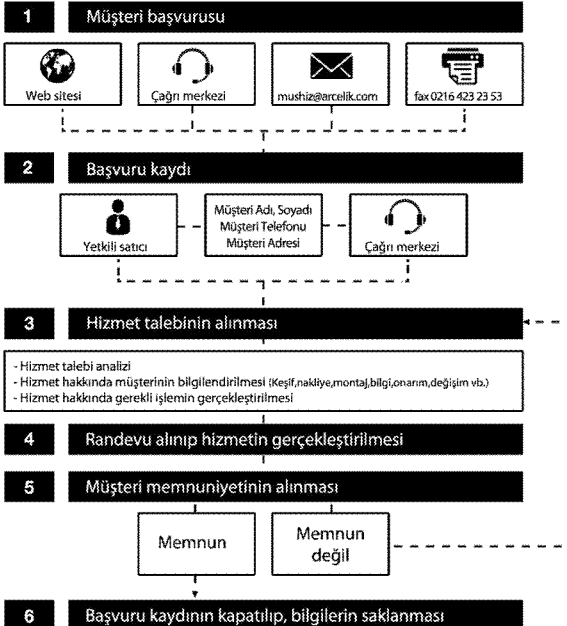 1 Müşteri başvurusu
Web sitesi
Çağrı merkezi
mushiz@arcelik.com
fax 0216 423 23 53
2 Başvuru kaydı
Yetkili satıcı
Müşteri Adı, Soyadı
Müşteri Telefonu
Müşteri Adresi
Çağrı merkezi
3 Hizmet talebinin alınması
- Hizmet talebi analizi
- Hizmet hakkında müşterinin bilgilendirilmesi (Keşif,nakliye,montaj,bilgi,onarım,değişim vb.)
- Hizmet hakkında gerekli işlemin gerçekleştirilmesi
4 Randevu alınıp hizmetin gerçekleştirilmesi
5 Müşteri memnuniyetinin alınması
Memnun
Memnun
değil
6 Başvuru kaydının kapatılıp, bilgilerin saklanması